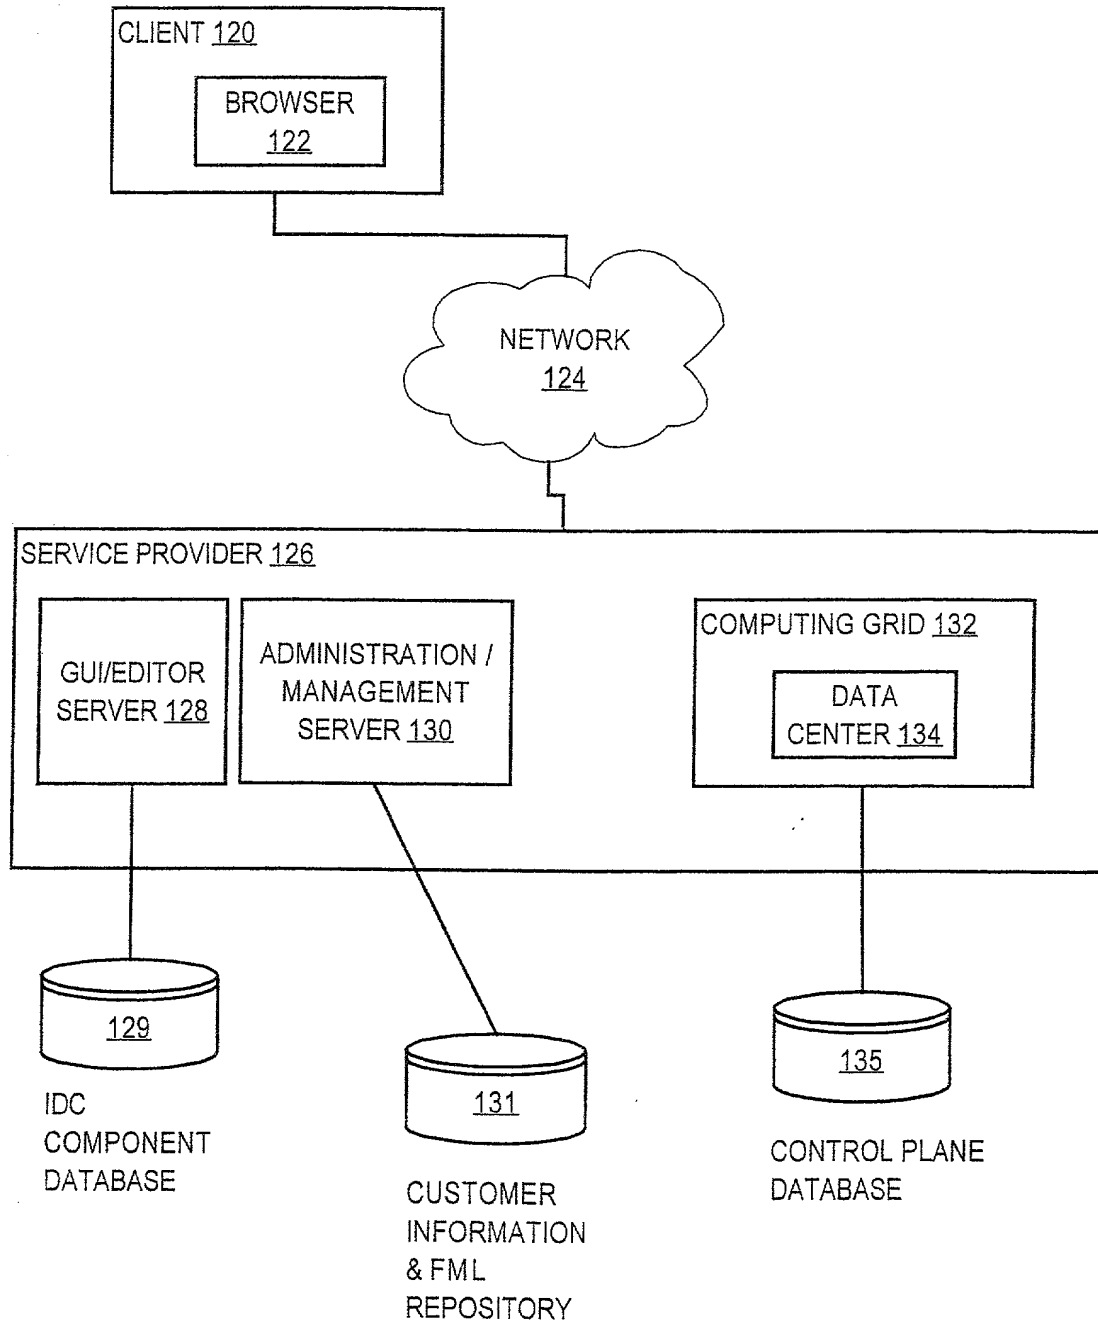 CLIENT 120
BROWSER
122
NETWORK
124
SERVICE PROVIDER 126
GUI/EDITOR
SERVER 128
ADMINISTRATION /
MANAGEMENT
SERVER 130
COMPUTING GRID 132
DATA
CENTER 134
129
IDC
COMPONENT
DATABASE
131
CUSTOMER
INFORMATION
& FML
REPOSITORY
135
CONTROL PLANE
DATABASE